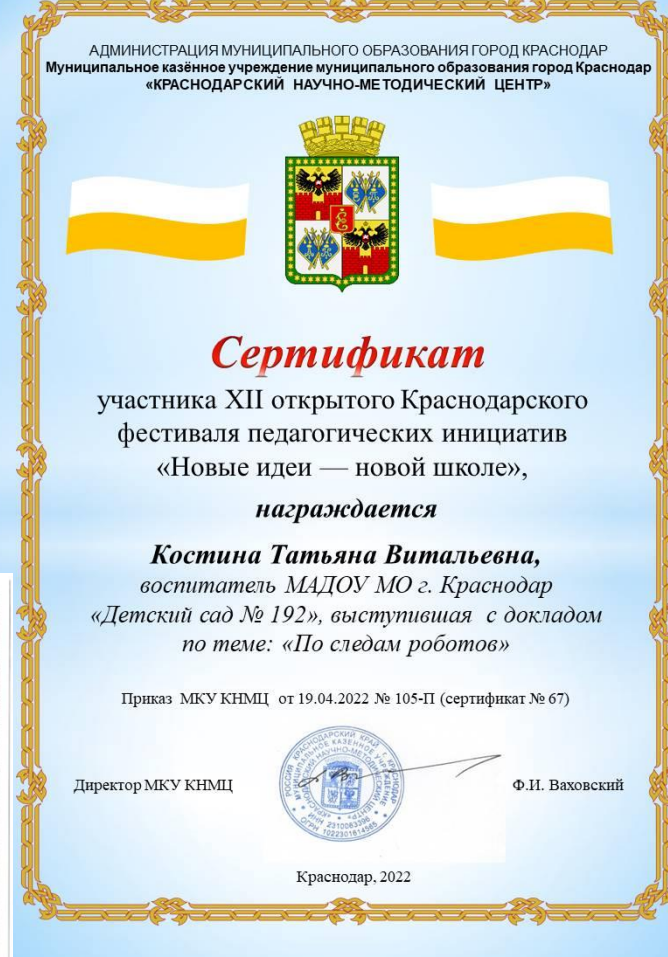 АДМИНИСТРАЦИЯ МУНИЦИПАЛЬНОГО ОБРАЗОВАНИЯ ГОРОД КРАСНОДАР
Муниципальное казённое учреждение муниципального образования город Краснодар
«КРАСНОДАРСКИЙ НАУЧНО-МЕТОДИЧЕСКИЙ ЦЕНТР»
Сертификат
участника XII открытого Краснодарского
фестиваля педагогических инициатив
«Новые идеи — новой школе»,
награждается
Костина Татьяна Витальевна,
воспитатель МАДОУ МО г. Краснодар
«Детский сад № 192», выступившая с докладом
по теме: «По следам роботов»
Приказ МКУ КНМЦ от 19.04.2022 № 105-П (сертификат № 67)
Директор МКУ КНМЦ
Ф.И. Ваховский
Краснодар, 2022